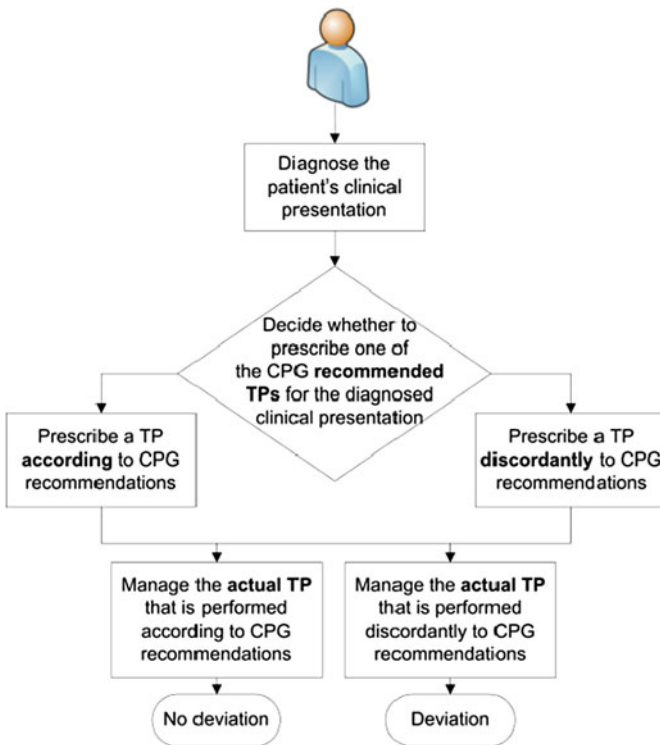 Diagnose the
patient's clinical
presentation
Decide whether to
prescribe one of
the CPG recommended
TPs for the diagnosed
clinical presentation
Prescribe a TP
according to CPG
recommendations
Prescribe a TP
discordantly to CPG
recommendations
Manage the actual TP
that is performed
according to CPG
recommendations
Manage the actual TP
that is performed
discordantly to CPG
recommendations
No deviation
Deviation